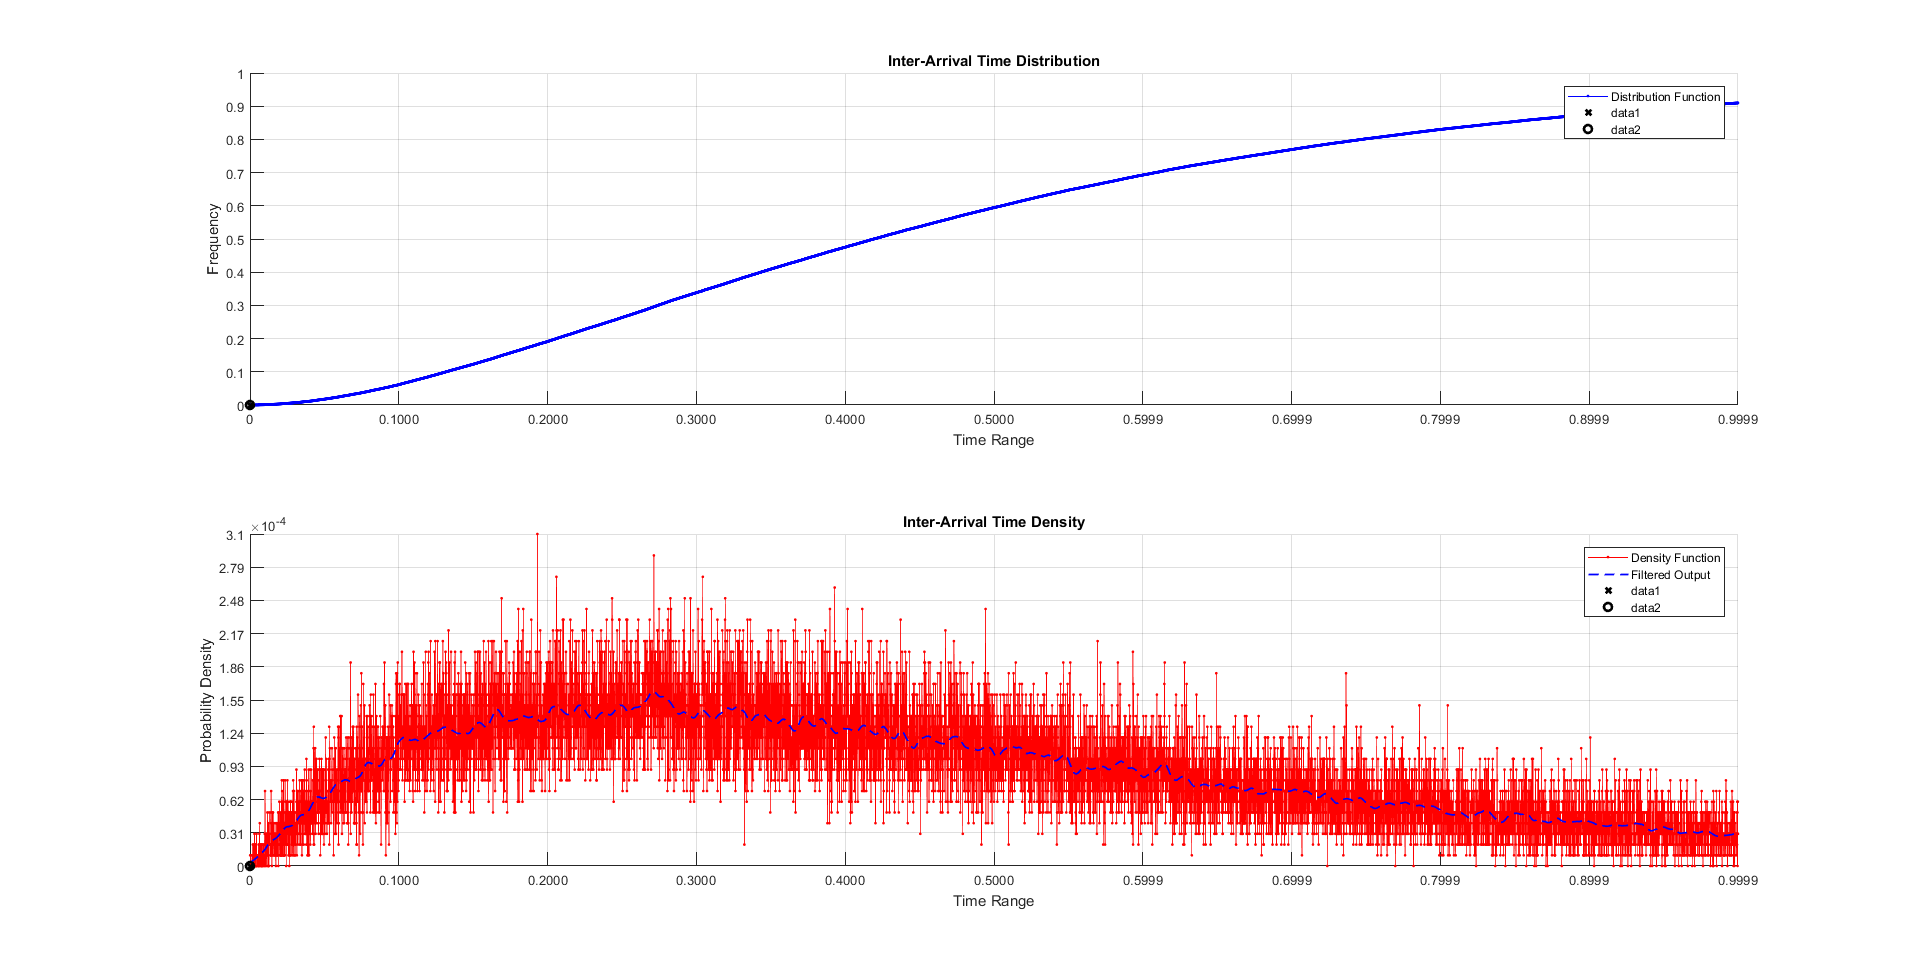 Inter-Arrival Time Distribution
1
0.9
0.8
0.7
0.6
0.5
0.4
0.3
0.2
0.1
0
Frequency
Distribution Function
data1
data2
0 0.1000 0.2000 0.3000 0.4000 0.5000 0.5999 0.6999 0.7999 0.8999 0.9999
Time Range
Inter-Arrival Time Density
×10-4
3.1
2.79
2.48
2.17
1.86
1.55
1.24
0.93
0.62
0.31
0
Probability Density
Density Function
Filtered Output
data1
data2
0 0.1000 0.2000 0.3000 0.4000 0.5000 0.5999 0.6999 0.7999 0.8999 0.9999
Time Range